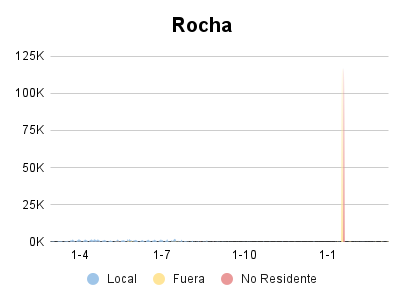 Rocha
125K
100K
75K
50K
25K
0K
1-4 1-7 1-10 1-1
Local Fuera No Residente